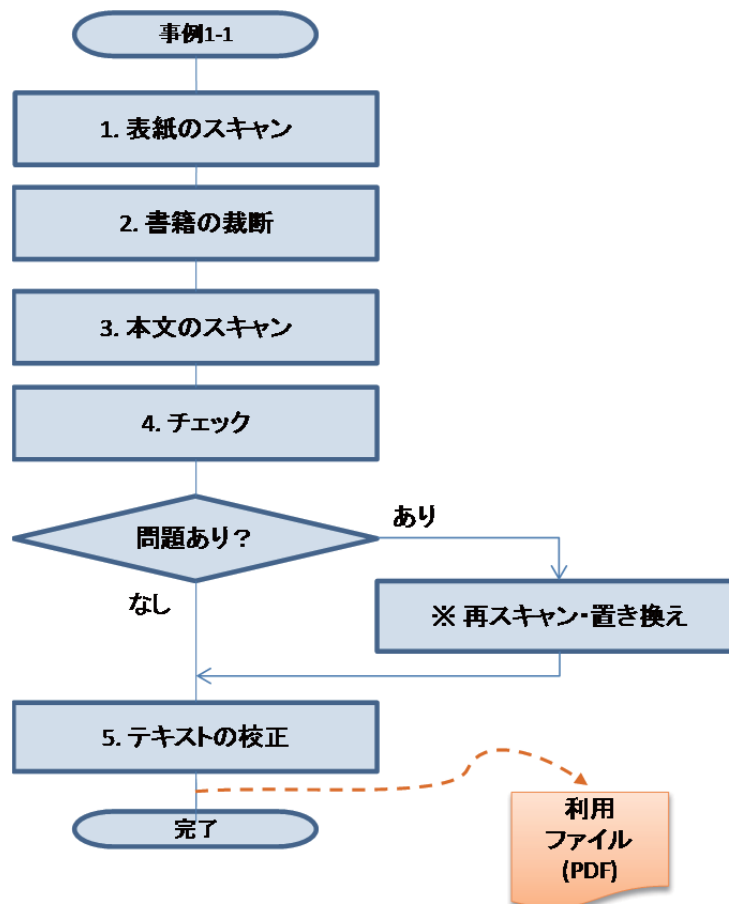 事例1-1
1. 表紙のスキャン
2. 書籍の裁断
3. 本文のスキャン
4. チェック
問題あり？
あり
なし
※ 再スキャン・置き換え
5. テキストの校正
完了
利用
ファイル
(PDF)